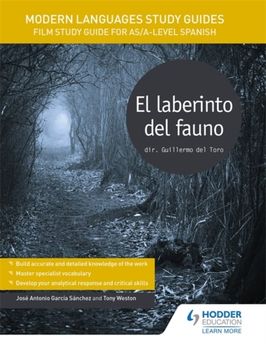 MODERN LANGUAGES STUDY GUIDES
FILM STUDY GUIDE FOR AS/A-LEVEL SPANISH
El laberinto
del fauno
dir. Guillermo del Toro
Build accurate and detailed knowledge of the work
Master specialist vocabulary
Develop your analytical response and critical skills
José Antonio García Sánchez and Tony Weston
HODDER
EDUCATION
LEARN MORE